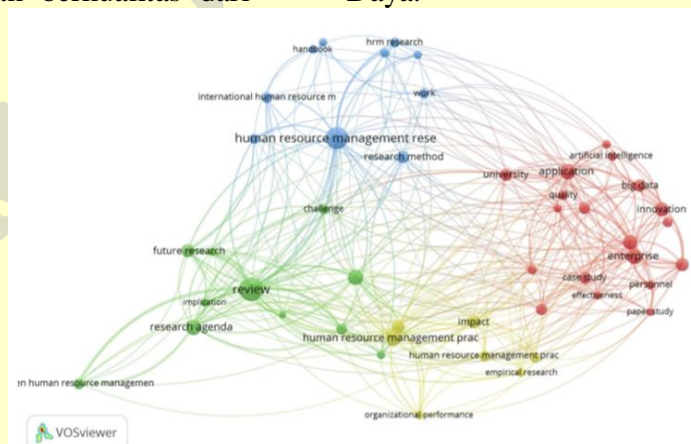 Daya.
handbook
hrm research
international human resource m
work
human resource management rese
research method
artificial intelligence
university
application
quality
big data
challenge
innovation
future research
enterprise
review
case study
personnel
implication
effectiveness
research agenda
impact
paper study
human resource management prac
human resource management prac
empirical research
en human resource managemen
organizational performance
VOSviewer